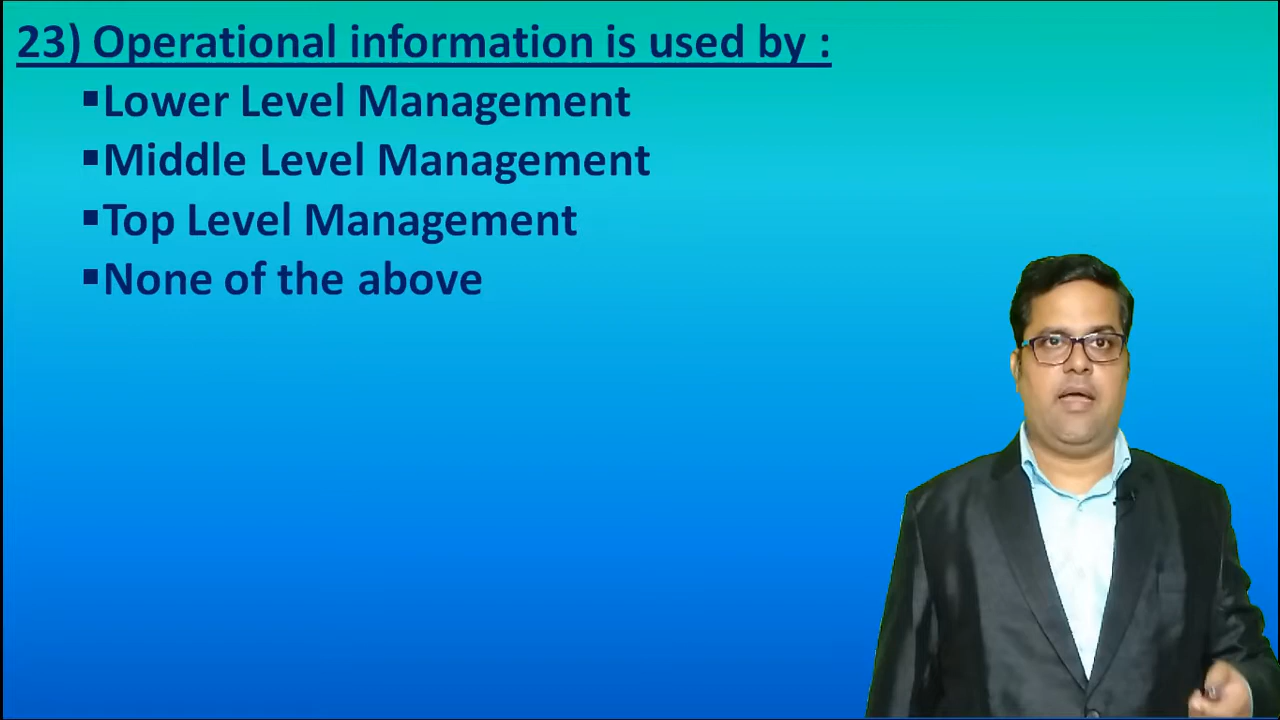 23) Operational information is used by :
▪Lower Level Management
▪Middle Level Management
▪Top Level Management
▪None of the above